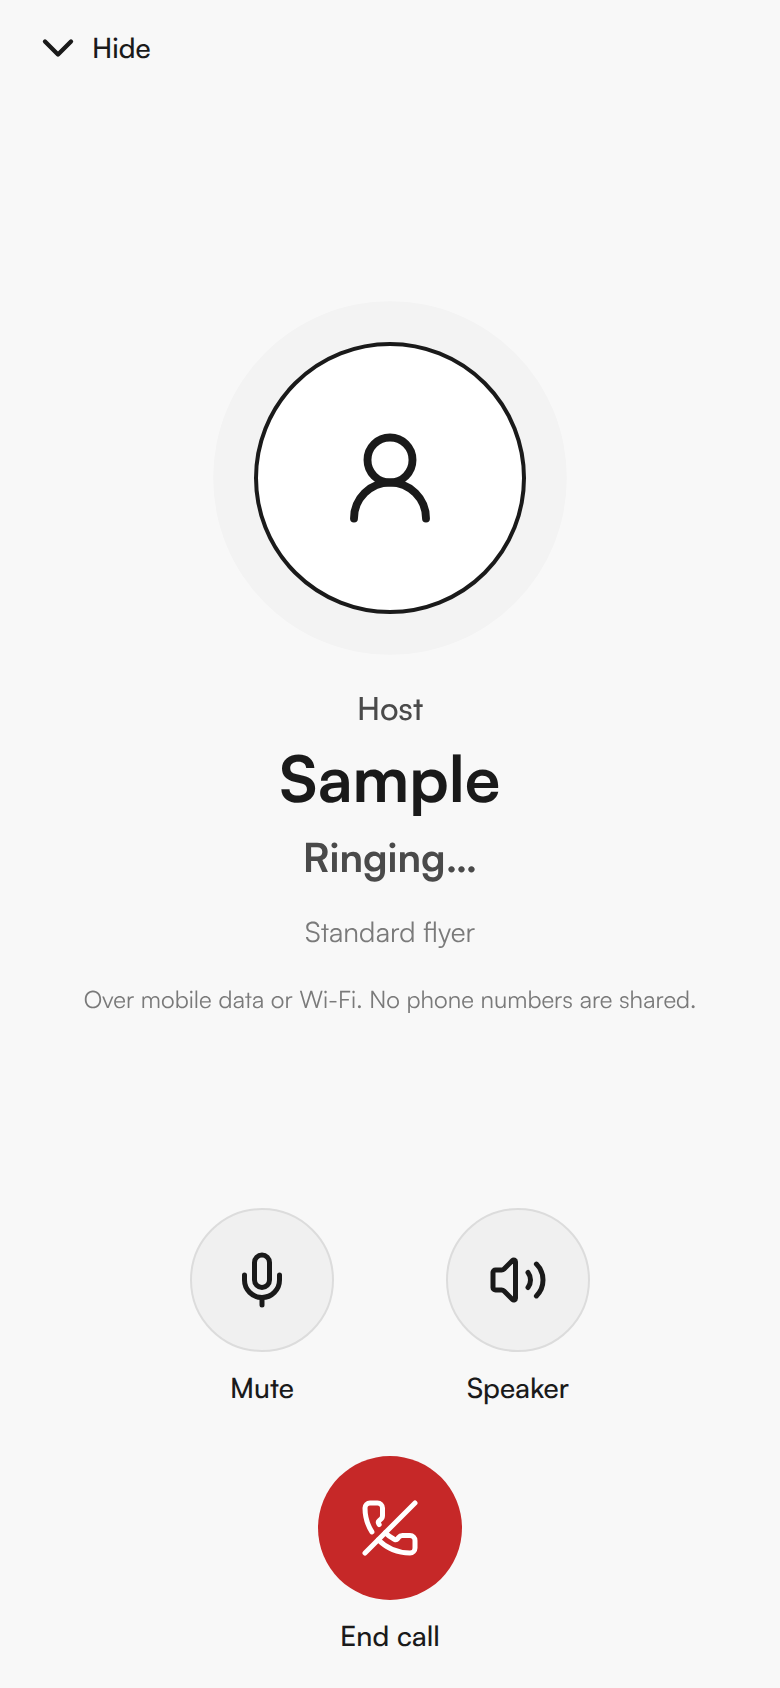 Hide
Host
Sample
Ringing...
Standard flyer
Over mobile data or Wi-Fi. No phone numbers are shared.
Mute
Speaker
End call